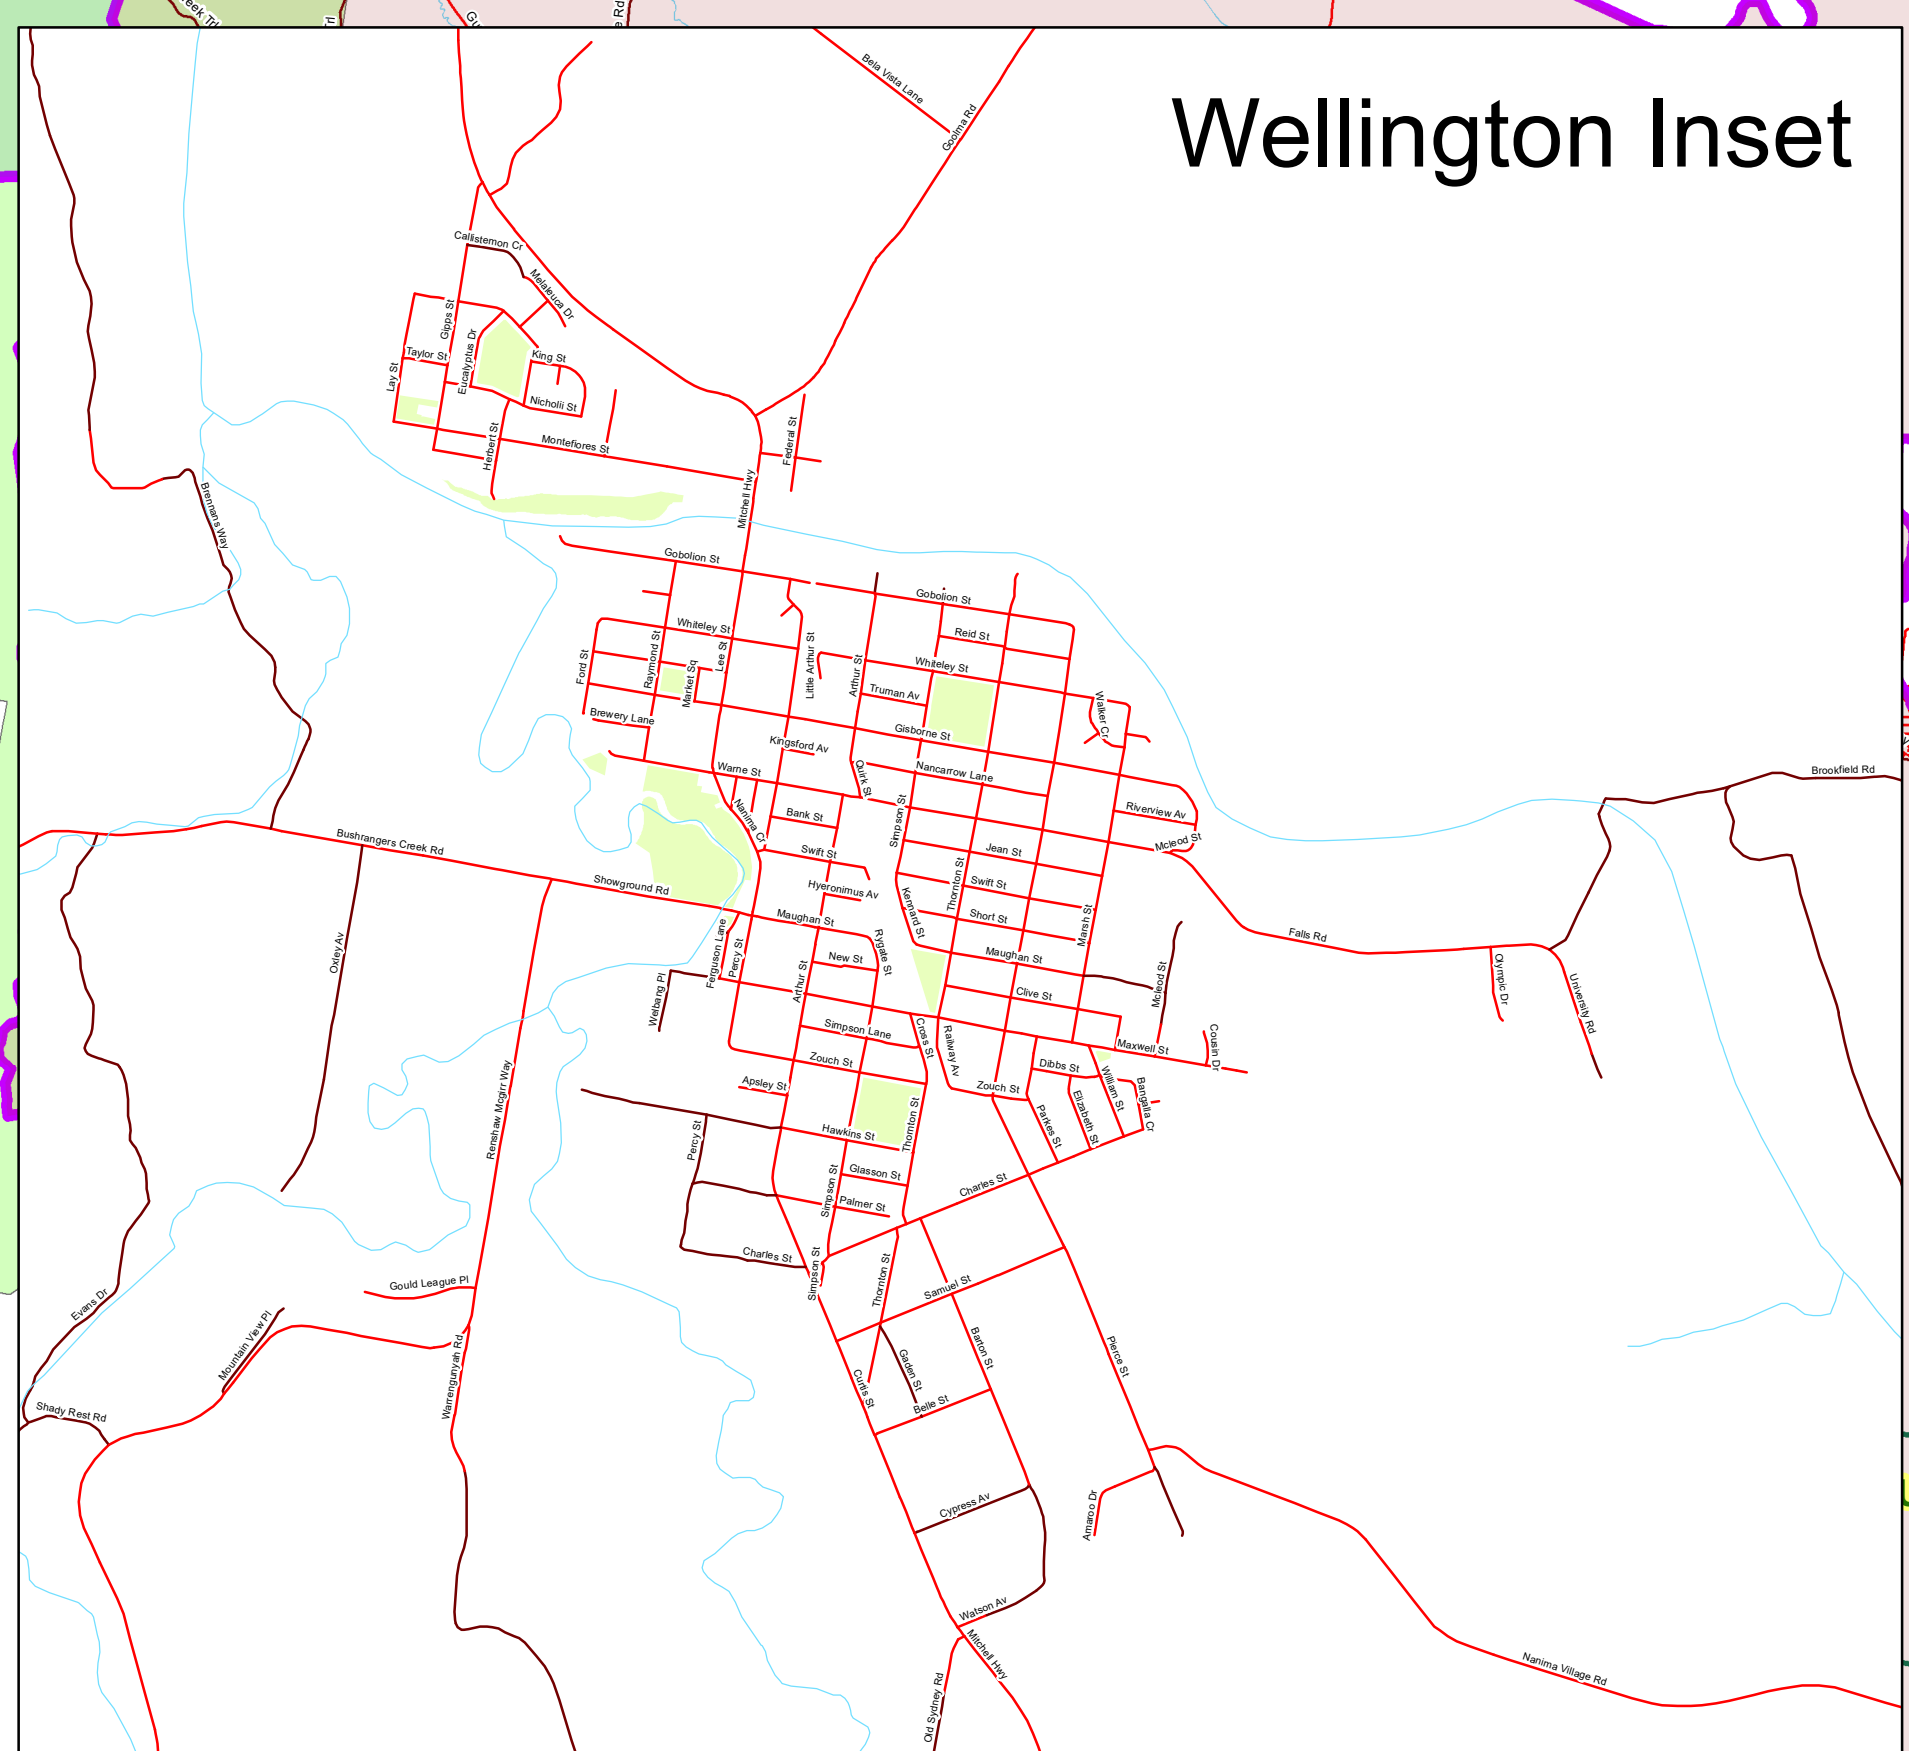 eek Trl
Trl
Gu
e Rd
Wellington Inset
Bela Vista Lane
Goolma Rd
Callistemon Cr
Melaleuca Dr
Gipps St
Eucalyptus Dr
Taylor St
Lay St
King St
Nicholii St
Herbert St
Montefiores St
Federal St
Mitchell Hwy
Brennans Way
Gobolion St
Gobolion St
Whiteley St
Reid St
Raymond St
Ford St
Market Sq
Lee St
Little Arthur St
Arthur St
Whiteley St
Truman Av
Walker Cr
Brewery Lane
Gisborne St
Kingsford Av
Warne St
Quirk St
Nancarrow Lane
Brookfield Rd
Nanima Cr
Bank St
Simpson St
Riverview Av
Mcleod St
Bushrangers Creek Rd
Swift St
Jean St
Showground Rd
Hyeronimus Av
Thornton St
Swift St
Kennard St
Short St
Marsh St
Maughan St
Falls Rd
Oxley Av
Ferguson Lane
Percy St
Rygate St
New St
Maughan St
Welbang Pl
Arthur St
Clive St
Mcleod St
Olympic Dr
University Rd
Simpson Lane
Cross St
Railway Av
Maxwell St
Cousin Dr
Zouch St
Dibbs St
Renshaw Mcgirr Way
Apsley St
Zouch St
William St
Bangalla Cr
Elizabeth St
Parkes St
Percy St
Hawkins St
Thornton St
Glasson St
Simpson St
Palmer St
Charles St
Charles St
Simpson St
Thornton St
Gould League Pl
Samuel St
Evans Dr
Mountain View Pl
Warrengunyah Rd
Barton St
Pierce St
Gaden St
Curtis St
Belle St
Shady Rest Rd
Cypress Av
Amaroo Dr
Watson Av
Mitchell Hwy
Old Sydney Rd
Nanima Village Rd